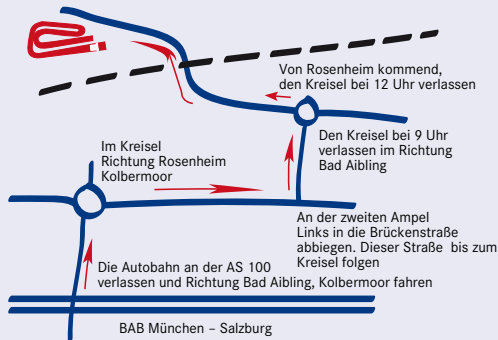 Von Rosenheim kommend,
den Kreisel bei 12 Uhr verlassen
Den Kreisel bei 9 Uhr
verlassen im Richtung
Bad Aibling
Im Kreisel
Richtung Rosenheim
Kolbermoor
An der zweiten Ampel
Links in die Brückenstraße
abbiegen. Dieser Straße bis zum
Kreisel folgen
Die Autobahn an der AS 100
verlassen und Richtung Bad Aibling, Kolbermoor fahren
BAB München – Salzburg